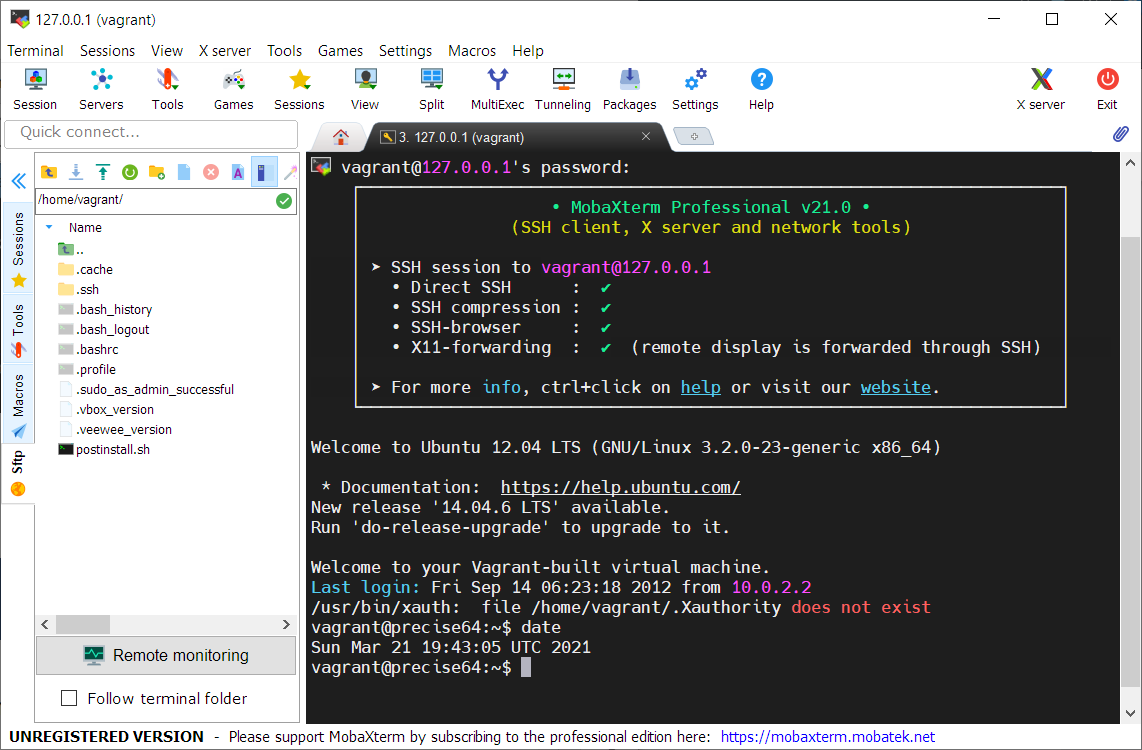 127.0.0.1 (vagrant)
Terminal Sessions View X server Tools Games Settings Macros Help
Session Servers Tools Games Sessions View Split MultiExec Tunneling Packages Settings Help X server Exit
Quick connect...
3. 127.0.0.1 (vagrant)
/home/vagrant/
Name
..
.cache
.ssh
.bash_history
.bash_logout
.bashrc
.profile
.sudo_as_admin_successful
.vbox_version
.veewee_version
postinstall.sh
Sessions
Tools
Macros
Sftp
Remote monitoring
Follow terminal folder
vagrant@127.0.0.1's password:
• MobaXterm Professional v21.0 •
(SSH client, X server and network tools)
➤ SSH session to vagrant@127.0.0.1
• Direct SSH : ✔
• SSH compression : ✔
• SSH-browser : ✔
• X11-forwarding : ✔ (remote display is forwarded through SSH)
➤ For more info, ctrl+click on help or visit our website.
Welcome to Ubuntu 12.04 LTS (GNU/Linux 3.2.0-23-generic x86_64)
* Documentation: https://help.ubuntu.com/
New release '14.04.6 LTS' available.
Run 'do-release-upgrade' to upgrade to it.
Welcome to your Vagrant-built virtual machine.
Last login: Fri Sep 14 06:23:18 2012 from 10.0.2.2
/usr/bin/xauth: file /home/vagrant/.Xauthority does not exist
vagrant@precise64:~$ date
Sun Mar 21 19:43:05 UTC 2021
vagrant@precise64:~$
UNREGISTERED VERSION - Please support MobaXterm by subscribing to the professional edition here: https://mobaxterm.mobatek.net